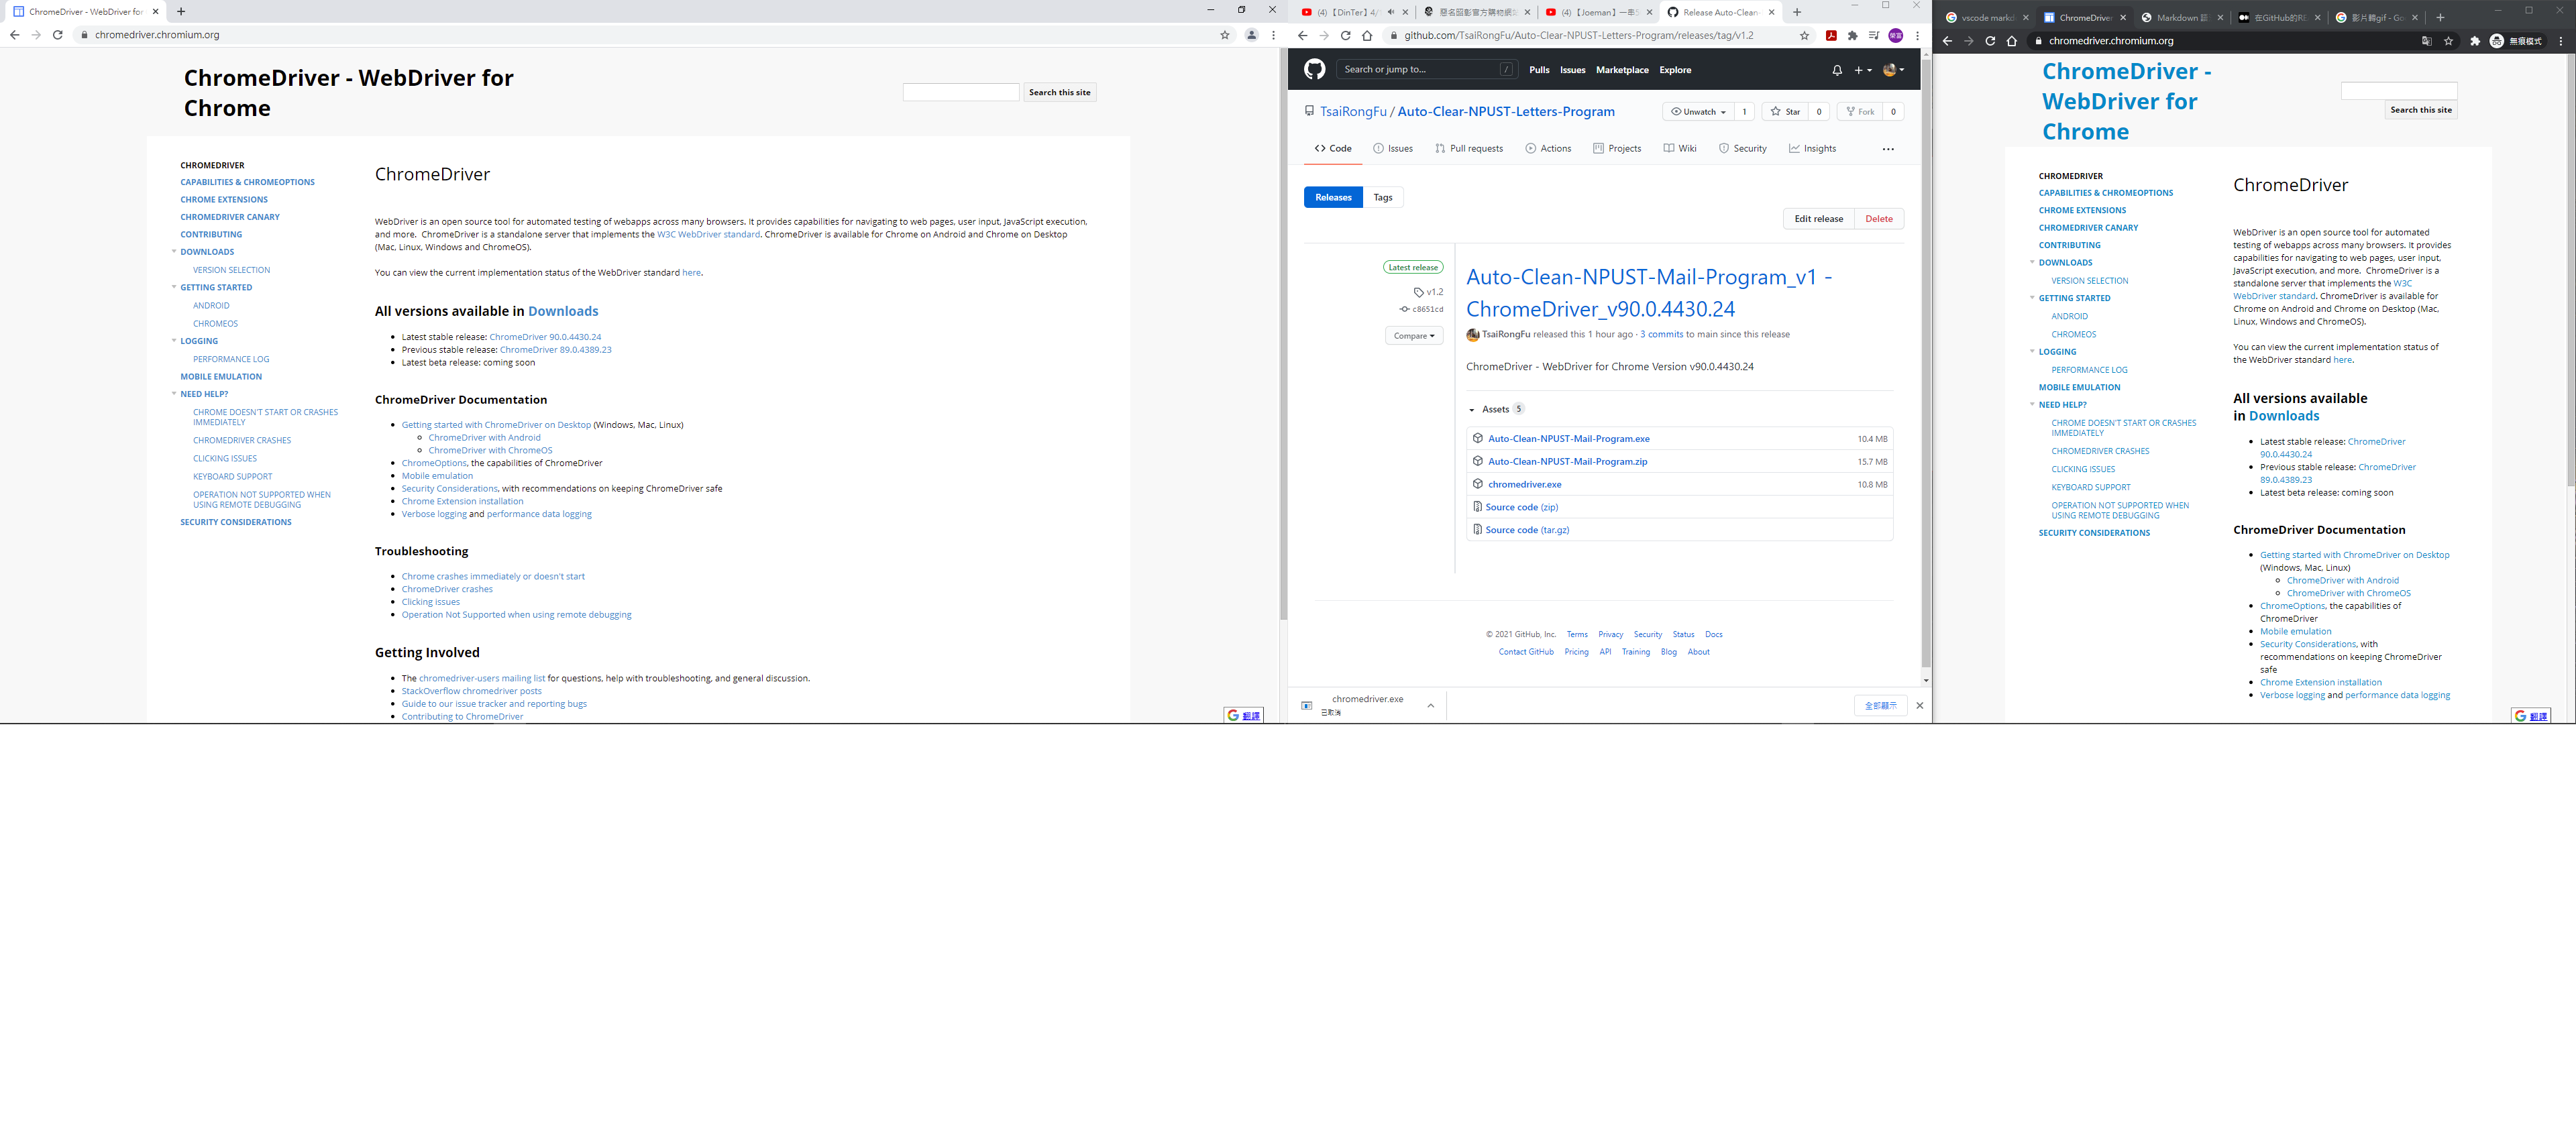 ChromeDriver - WebDriver for
chromedriver.chromium.org
ChromeDriver - WebDriver for
Chrome
Search this site
CHROMEDRIVER
CAPABILITIES & CHROMEOPTIONS
CHROME EXTENSIONS
CHROMEDRIVER CANARY
CONTRIBUTING
DOWNLOADS
VERSION SELECTION
GETTING STARTED
ANDROID
CHROMEOS
LOGGING
PERFORMANCE LOG
MOBILE EMULATION
NEED HELP?
CHROME DOESN'T START OR CRASHES
IMMEDIATELY
CHROMEDRIVER CRASHES
CLICKING ISSUES
KEYBOARD SUPPORT
OPERATION NOT SUPPORTED WHEN
USING REMOTE DEBUGGING
SECURITY CONSIDERATIONS
ChromeDriver
WebDriver is an open source tool for automated testing of webapps across many browsers. It provides capabilities for navigating to web pages, user input, JavaScript execution,
and more.  ChromeDriver is a standalone server that implements the W3C WebDriver standard. ChromeDriver is available for Chrome on Android and Chrome on Desktop
(Mac, Linux, Windows and ChromeOS).
You can view the current implementation status of the WebDriver standard here.
All versions available in Downloads
Latest stable release: ChromeDriver 90.0.4430.24
Previous stable release: ChromeDriver 89.0.4389.23
Latest beta release: coming soon
ChromeDriver Documentation
Getting started with ChromeDriver on Desktop (Windows, Mac, Linux)
ChromeDriver with Android
ChromeDriver with ChromeOS
ChromeOptions, the capabilities of ChromeDriver
Mobile emulation
Security Considerations, with recommendations on keeping ChromeDriver safe
Chrome Extension installation
Verbose logging and performance data logging
Troubleshooting
Chrome crashes immediately or doesn't start
ChromeDriver crashes
Clicking issues
Operation Not Supported when using remote debugging
Getting Involved
The chromedriver-users mailing list for questions, help with troubleshooting, and general discussion.
StackOverflow chromedriver posts
Guide to our issue tracker and reporting bugs
Contributing to ChromeDriver
翻譯
(4)【DinTer】4/
惡名昭彰官方購物網站
(4)【Joeman】一串5
Release Auto-Clean-
github.com/TsaiRongFu/Auto-Clear-NPUST-Letters-Program/releases/tag/v1.2
榮富
Search or jump to... /
Pulls Issues Marketplace Explore
TsaiRongFu / Auto-Clear-NPUST-Letters-Program
Unwatch 1 Star 0 Fork 0
Code Issues Pull requests Actions Projects Wiki Security Insights
Releases Tags
Edit release Delete
Latest release
v1.2
c8651cd
Compare
Auto-Clean-NPUST-Mail-Program_v1 -
ChromeDriver_v90.0.4430.24
TsaiRongFu released this 1 hour ago · 3 commits to main since this release
ChromeDriver - WebDriver for Chrome Version v90.0.4430.24
Assets 5
Auto-Clean-NPUST-Mail-Program.exe 10.4 MB
Auto-Clean-NPUST-Mail-Program.zip 15.7 MB
chromedriver.exe 10.8 MB
Source code (zip)
Source code (tar.gz)
© 2021 GitHub, Inc. Terms Privacy Security Status Docs
Contact GitHub Pricing API Training Blog About
chromedriver.exe
已取消
全部顯示
vscode markd
ChromeDriver
Markdown 語
在GitHub的RE
影片轉gif - Go
chromedriver.chromium.org
無痕模式
ChromeDriver -
WebDriver for
Chrome
Search this site
CHROMEDRIVER
CAPABILITIES & CHROMEOPTIONS
CHROME EXTENSIONS
CHROMEDRIVER CANARY
CONTRIBUTING
DOWNLOADS
VERSION SELECTION
GETTING STARTED
ANDROID
CHROMEOS
LOGGING
PERFORMANCE LOG
MOBILE EMULATION
NEED HELP?
CHROME DOESN'T START OR CRASHES
IMMEDIATELY
CHROMEDRIVER CRASHES
CLICKING ISSUES
KEYBOARD SUPPORT
OPERATION NOT SUPPORTED WHEN
USING REMOTE DEBUGGING
SECURITY CONSIDERATIONS
ChromeDriver
WebDriver is an open source tool for automated
testing of webapps across many browsers. It provides
capabilities for navigating to web pages, user input,
JavaScript execution, and more.  ChromeDriver is a
standalone server that implements the W3C
WebDriver standard. ChromeDriver is available for
Chrome on Android and Chrome on Desktop (Mac,
Linux, Windows and ChromeOS).
You can view the current implementation status of
the WebDriver standard here.
All versions available
in Downloads
Latest stable release: ChromeDriver
90.0.4430.24
Previous stable release: ChromeDriver
89.0.4389.23
Latest beta release: coming soon
ChromeDriver Documentation
Getting started with ChromeDriver on Desktop
(Windows, Mac, Linux)
ChromeDriver with Android
ChromeDriver with ChromeOS
ChromeOptions, the capabilities of
ChromeDriver
Mobile emulation
Security Considerations, with
recommendations on keeping ChromeDriver
safe
Chrome Extension installation
Verbose logging and performance data logging
翻譯